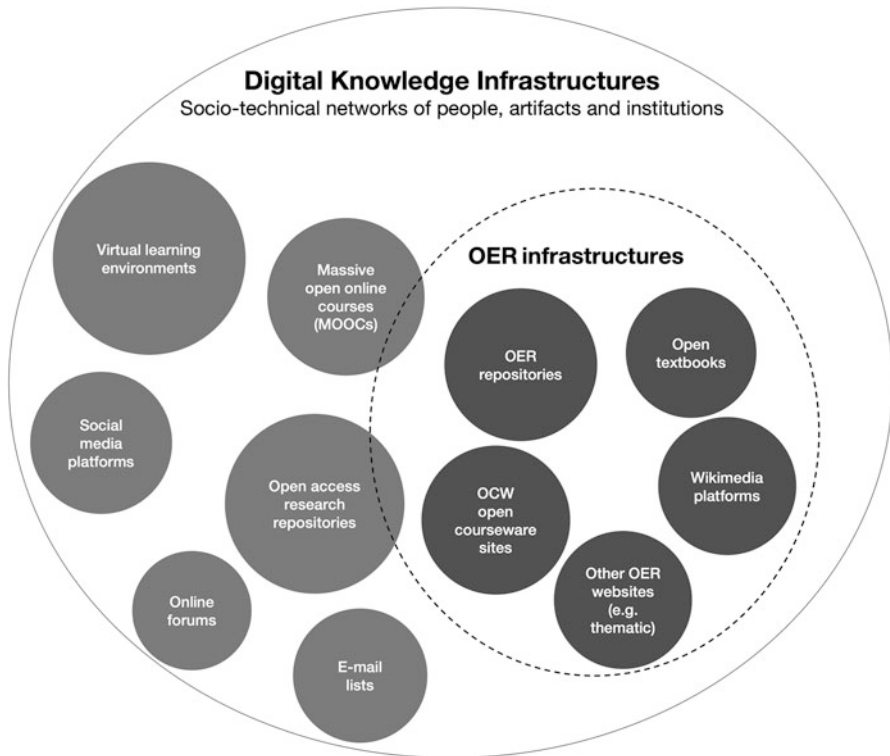 Digital Knowledge Infrastructures
Socio-technical networks of people, artifacts and institutions
Virtual learning
environments
Massive
open online
courses
(MOOCs)
OER infrastructures
OER
repositories
Open
textbooks
Social
media
platforms
Open access
research
repositories
OCW
open
courseware
sites
Wikimedia
platforms
Online
forums
Other OER
websites
(e.g.
thematic)
E-mail
lists